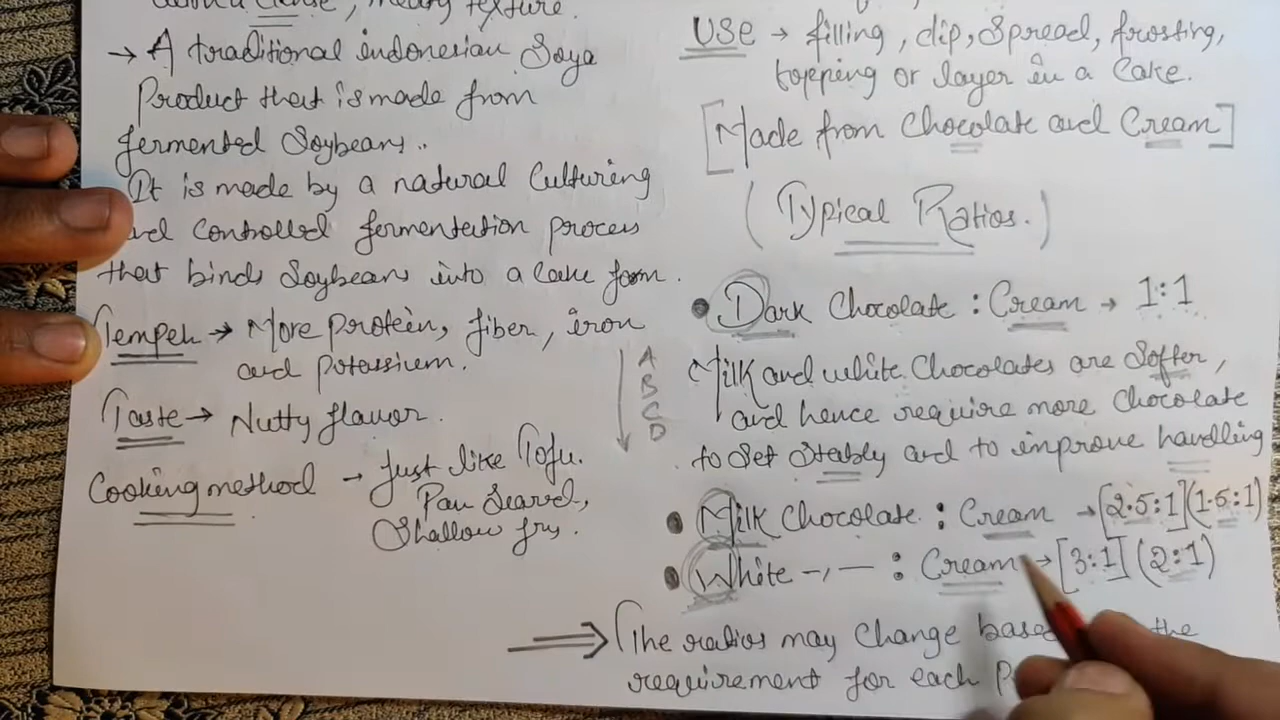 texture.
→ A traditional indonesian Soya
Product that is made from
fermented Soybeans..
It is made by a natural Culturing
and controlled fermentation process
that binds Soybeans into a Cake form.
Tempeh → More protein, fiber, iron
and potassium.
Taste → Nutty flavor.
Cooking method → Just like Tofu.
Pan Seared,
Shallow fry.
A
B
C
D
USE → filling, dip, Spread, frosting,
topping or layer in a Cake.
[Made from Chocolate and Cream]
(Typical Ratios.)
• Dark Chocolate : Cream → 1:1
Milk and white Chocolates are Softer,
and hence require more Chocolate
to Set Stably and to improve handling
• Milk Chocolate : Cream → [2.5:1] (1.5:1)
• White -,- : Cream → [3:1] (2:1)
⇒ The ratios may Change the
requirement for each